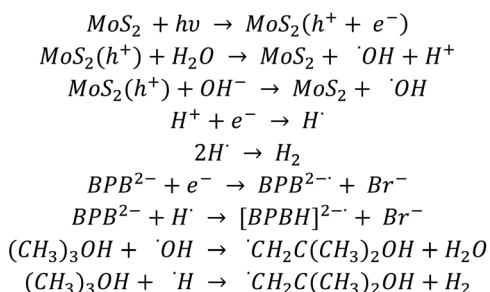 MoS₂ + hυ → MoS₂(h⁺ + e⁻)
MoS₂(h⁺) + H₂O → MoS₂ + ˙OH + H⁺
MoS₂(h⁺) + OH⁻ → MoS₂ + ˙OH
H⁺ + e⁻ → H˙
2H˙ → H₂
BPB²⁻ + e⁻ → BPB²⁻˙ + Br⁻
BPB²⁻ + H˙ → [BPBH]²⁻˙ + Br⁻
(CH₃)₃OH + ˙OH → ˙CH₂C(CH₃)₂OH + H₂O
(CH₃)₃OH + ˙H → ˙CH₂C(CH₃)₂OH + H₂